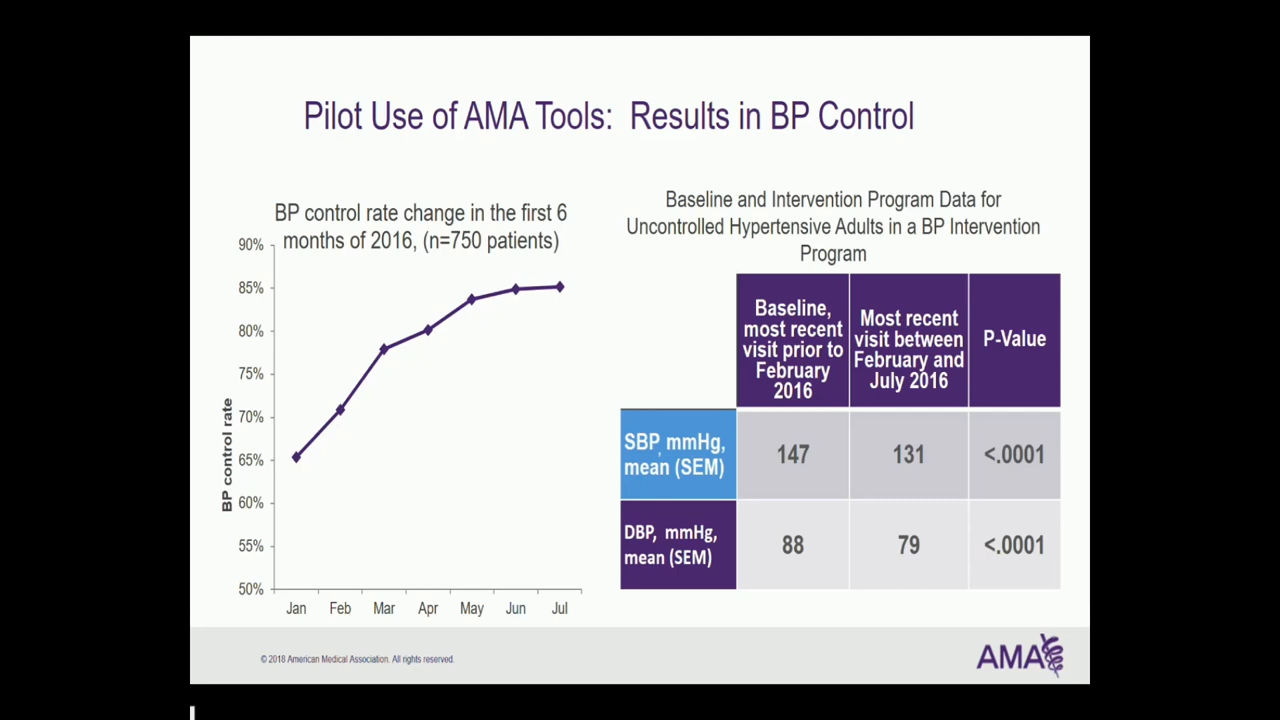 Pilot Use of AMA Tools: Results in BP Control
BP control rate change in the first 6
months of 2016, (n=750 patients)
90%
85%
80%
75%
70%
65%
60%
55%
50%
BP control rate
Jan Feb Mar Apr May Jun Jul
Baseline and Intervention Program Data for
Uncontrolled Hypertensive Adults in a BP Intervention
Program
Baseline,
most recent
visit prior to
February
2016
Most recent
visit between
February and
July 2016
P-Value
SBP, mmHg,
mean (SEM)
147
131
<.0001
DBP, mmHg,
mean (SEM)
88
79
<.0001
© 2018 American Medical Association. All rights reserved.
AMA